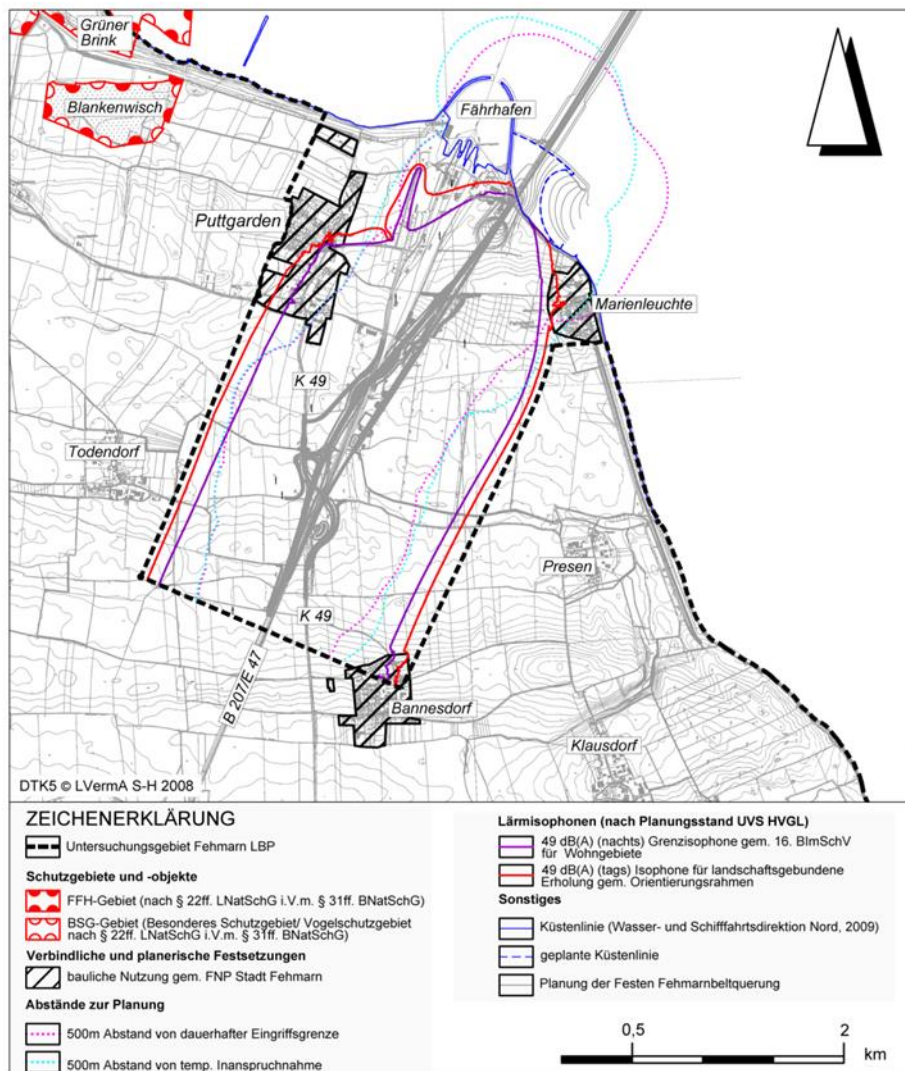 Grüner
Brink
Blankenwisch
Fährhafen
Puttgarden
Marienleuchte
K 49
Todendorf
Presen
K 49
B 207/E 47
Bannesdorf
Klausdorf
DTK5 © LVermA S-H 2008
ZEICHENERKLÄRUNG
Untersuchungsgebiet Fehmarn LBP
Schutzgebiete und -objekte
FFH-Gebiet (nach § 22ff. LNatSchG i.V.m. § 31ff. BNatSchG)
BSG-Gebiet (Besonderes Schutzgebiet/ Vogelschutzgebiet
nach § 22ff. LNatSchG i.V.m. § 31ff. BNatSchG)
Verbindliche und planerische Festsetzungen
bauliche Nutzung gem. FNP Stadt Fehmarn
Abstände zur Planung
500m Abstand von dauerhafter Eingriffsgrenze
500m Abstand von temp. Inanspruchnahme
Lärmisophonen (nach Planungsstand UVS HVGL)
49 dB(A) (nachts) Grenzisophone gem. 16. BImSchV
für Wohngebiete
49 dB(A) (tags) Isophone für landschaftsgebundene
Erholung gem. Orientierungsrahmen
Sonstiges
Küstenlinie (Wasser- und Schifffahrtsdirektion Nord, 2009)
geplante Küstenlinie
Planung der Festen Fehmarnbeltquerung
0,5 2
km